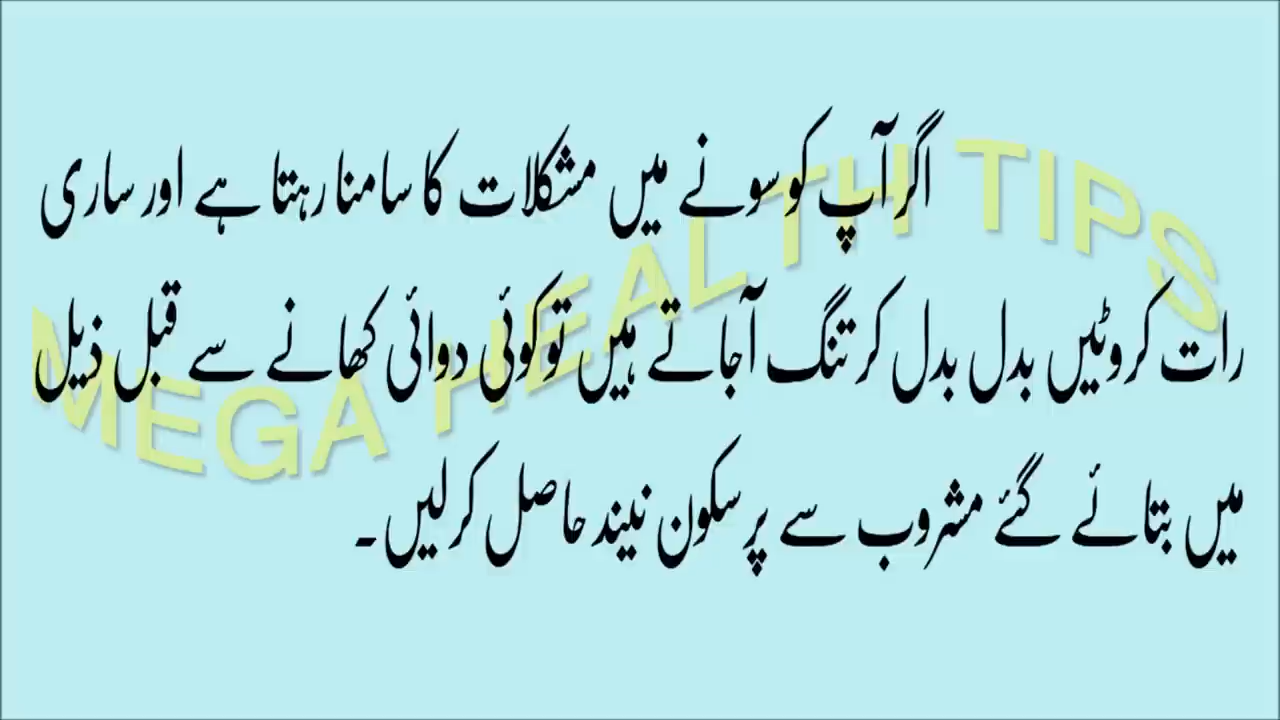 اگر آپ کو سونے میں مشکلات کا سامنا رہتا ہے اور ساری
رات کروٹیں بدل بدل کر تنگ آجاتے ہیں تو کوئی دوائی کھانے سے قبل ذیل
میں بتائے گئے مشروب سے پر سکون نیند حاصل کرلیں۔
MEGA HEALTH TIPS